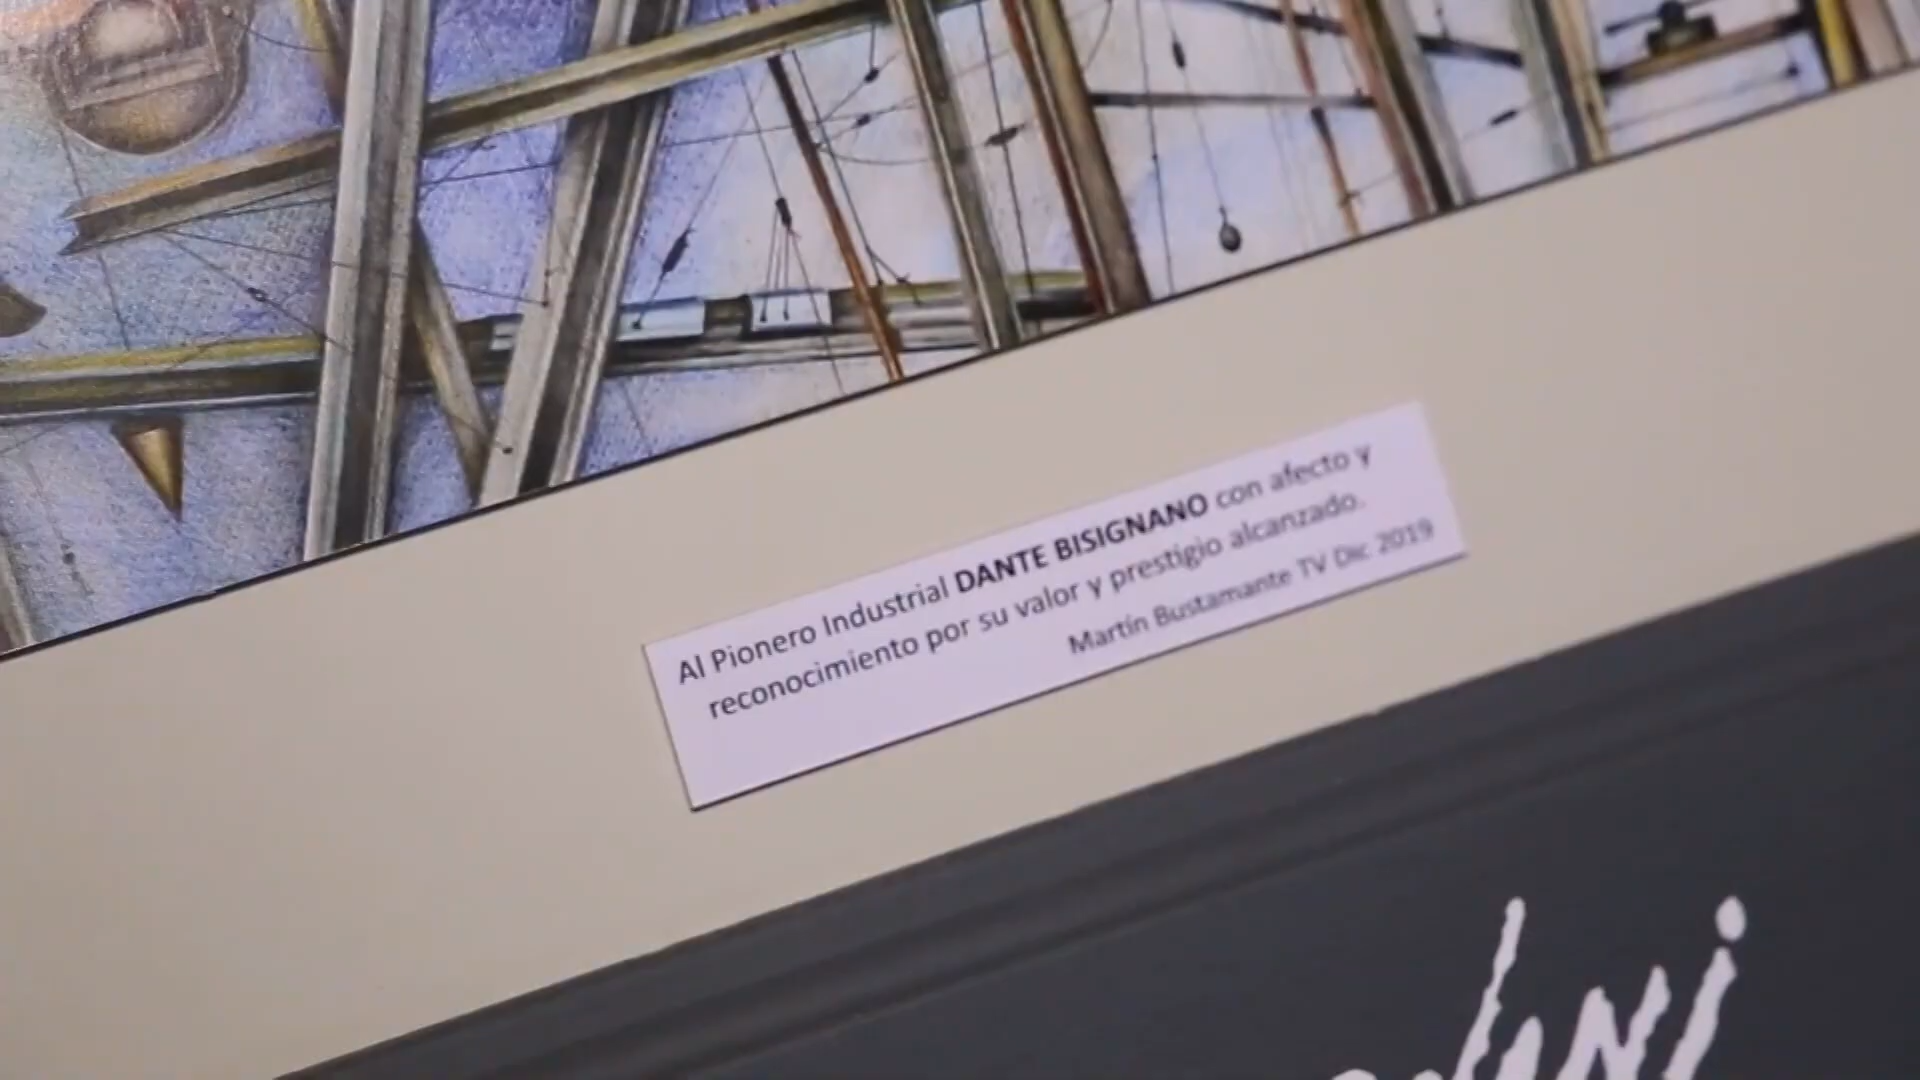 Al Pionero Industrial DANTE BISIGNANO con afecto y
reconocimiento por su valor y prestigio alcanzado.
Martín Bustamante TV Dic 2019